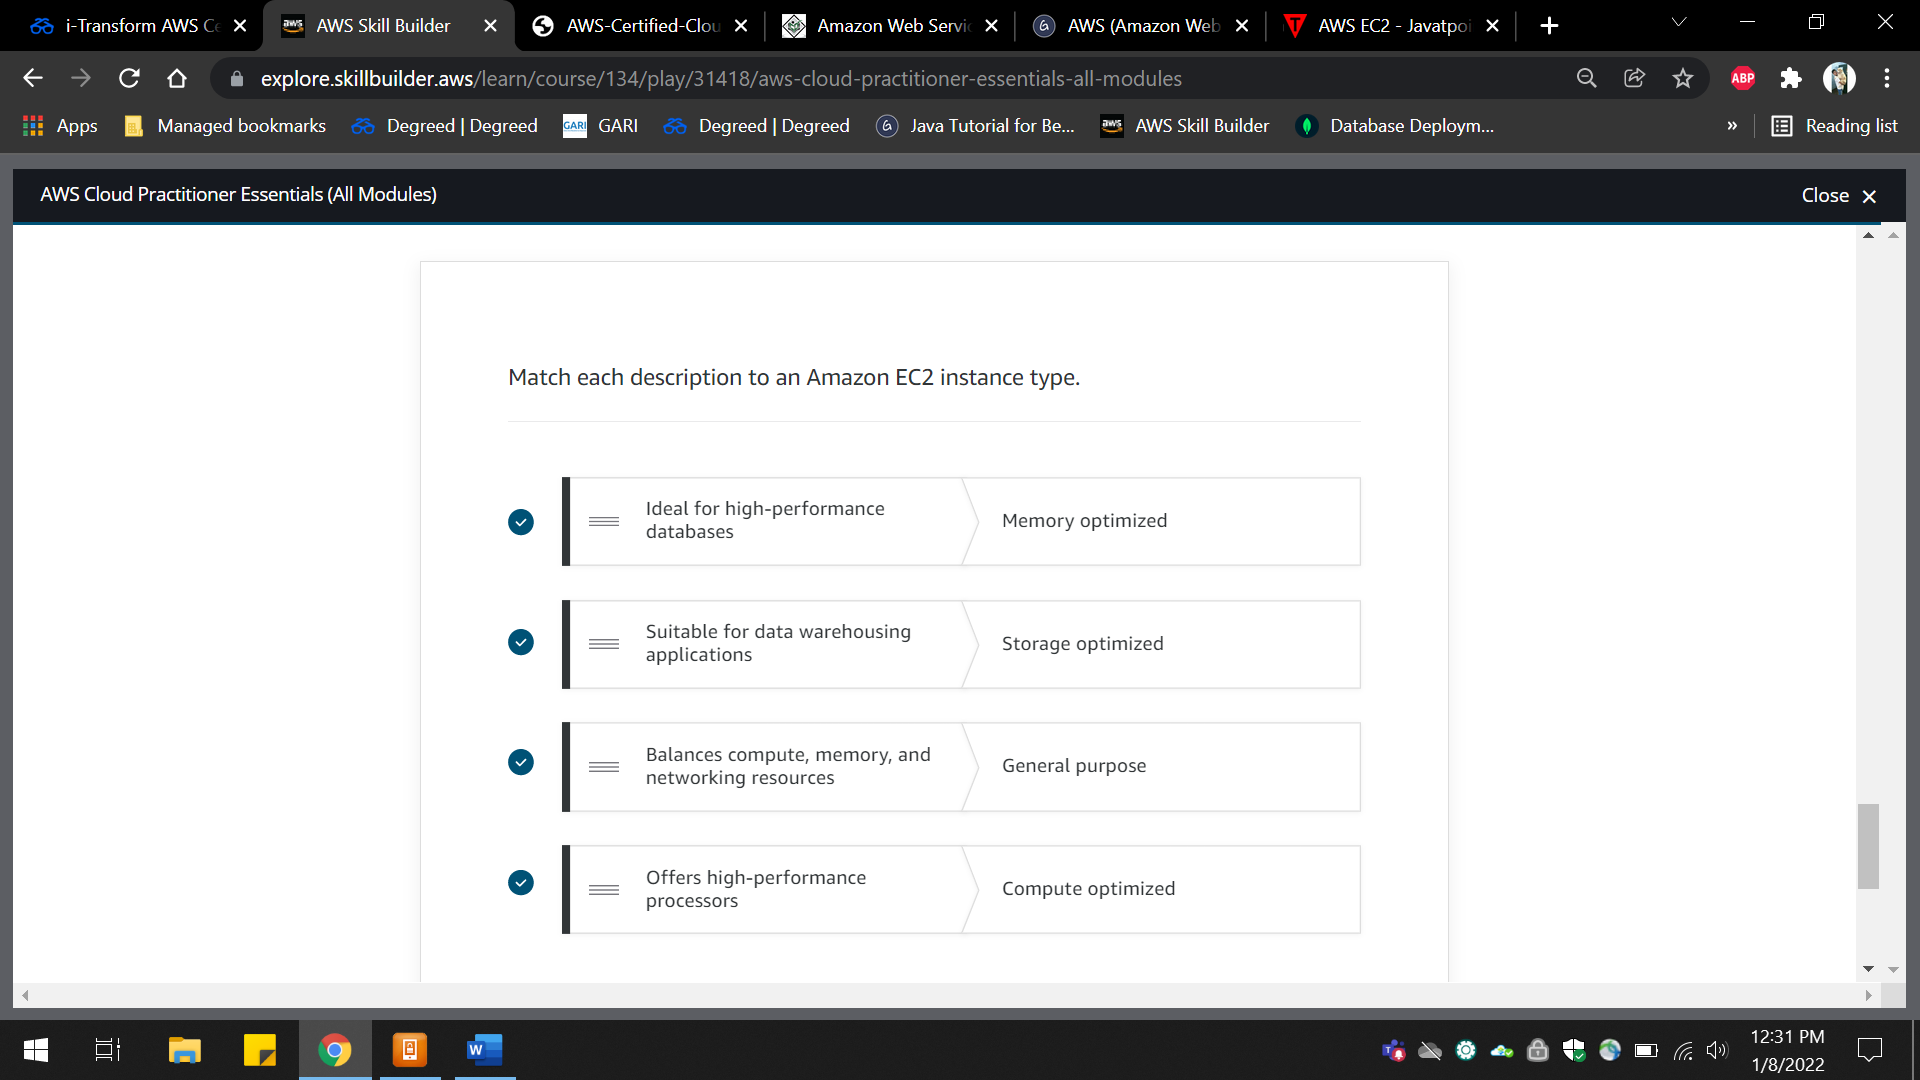 i-Transform AWS Ce
AWS Skill Builder
AWS-Certified-Clou
Amazon Web Servic
AWS (Amazon Web
AWS EC2 - Javatpoi
explore.skillbuilder.aws/learn/course/134/play/31418/aws-cloud-practitioner-essentials-all-modules
ABP
Apps
Managed bookmarks
Degreed | Degreed
GARI
GARI
Degreed | Degreed
Java Tutorial for Be...
aws
AWS Skill Builder
Database Deploym...
»
Reading list
AWS Cloud Practitioner Essentials (All Modules)
Close
Match each description to an Amazon EC2 instance type.
Ideal for high-performance
databases
Memory optimized
Suitable for data warehousing
applications
Storage optimized
Balances compute, memory, and
networking resources
General purpose
Offers high-performance
processors
Compute optimized
W
12:31 PM
1/8/2022